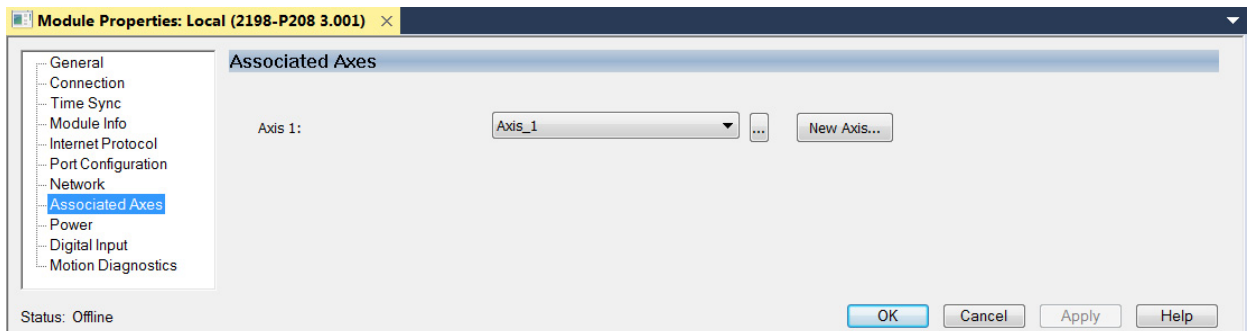 Module Properties: Local (2198-P208 3.001) ×
General
Connection
Time Sync
Module Info
Internet Protocol
Port Configuration
Network
Associated Axes
Power
Digital Input
Motion Diagnostics
Associated Axes
Axis 1: Axis_1 ... New Axis...
Status: Offline OK Cancel Apply Help